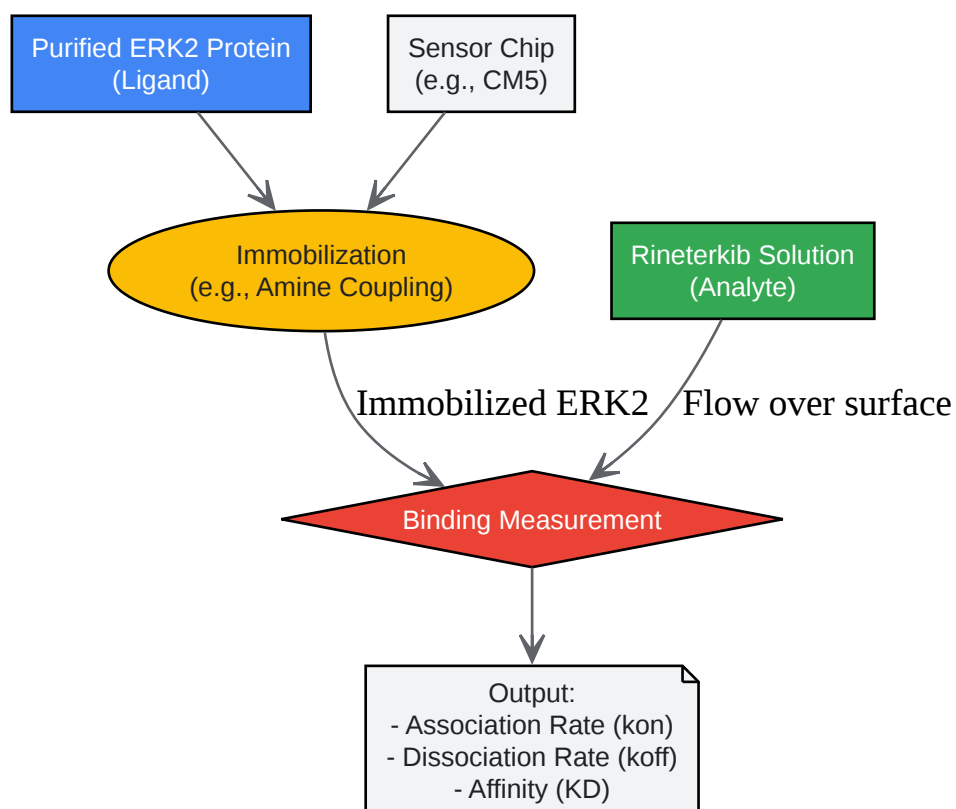 Purified ERK2 Protein
(Ligand)
Sensor Chip
(e.g., CM5)
Immobilization
(e.g., Amine Coupling)
Rineterkib Solution
(Analyte)
Immobilized ERK2
Flow over surface
Binding Measurement
Output:
- Association Rate (kon)
- Dissociation Rate (koff)
- Affinity (KD)